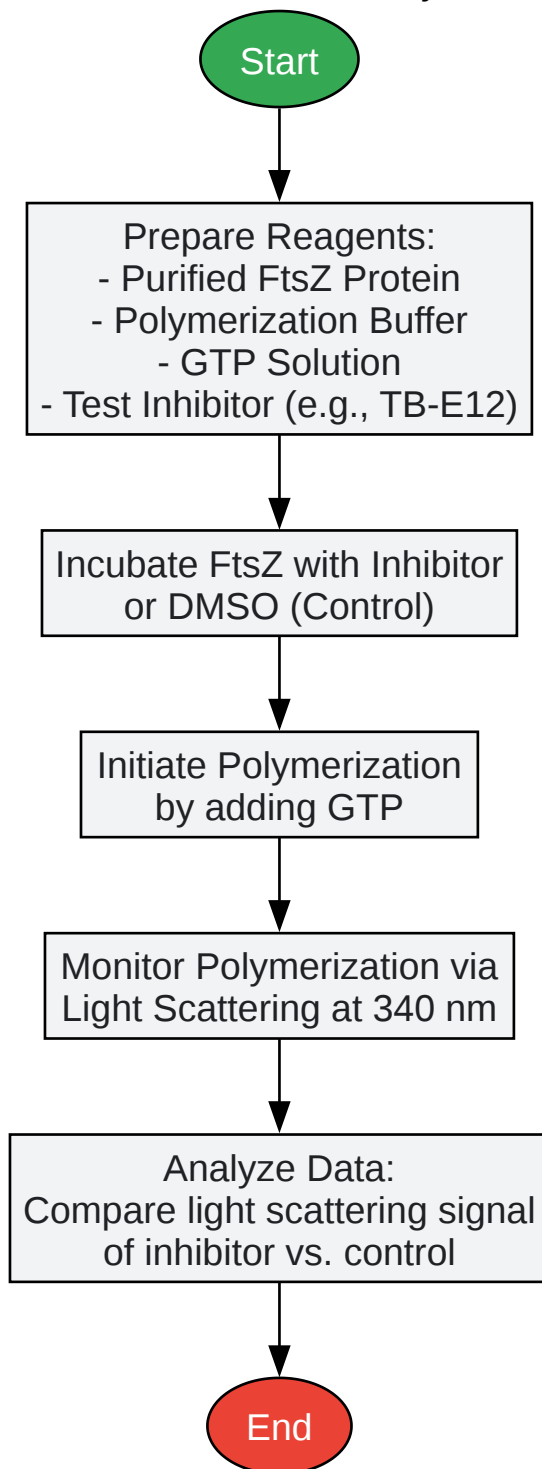 Start
Prepare Reagents:
- Purified FtsZ Protein
- Polymerization Buffer
- GTP Solution
- Test Inhibitor (e.g., TB-E12)
Incubate FtsZ with Inhibitor
or DMSO (Control)
Initiate Polymerization
by adding GTP
Monitor Polymerization via
Light Scattering at 340 nm
Analyze Data:
Compare light scattering signal
of inhibitor vs. control
End